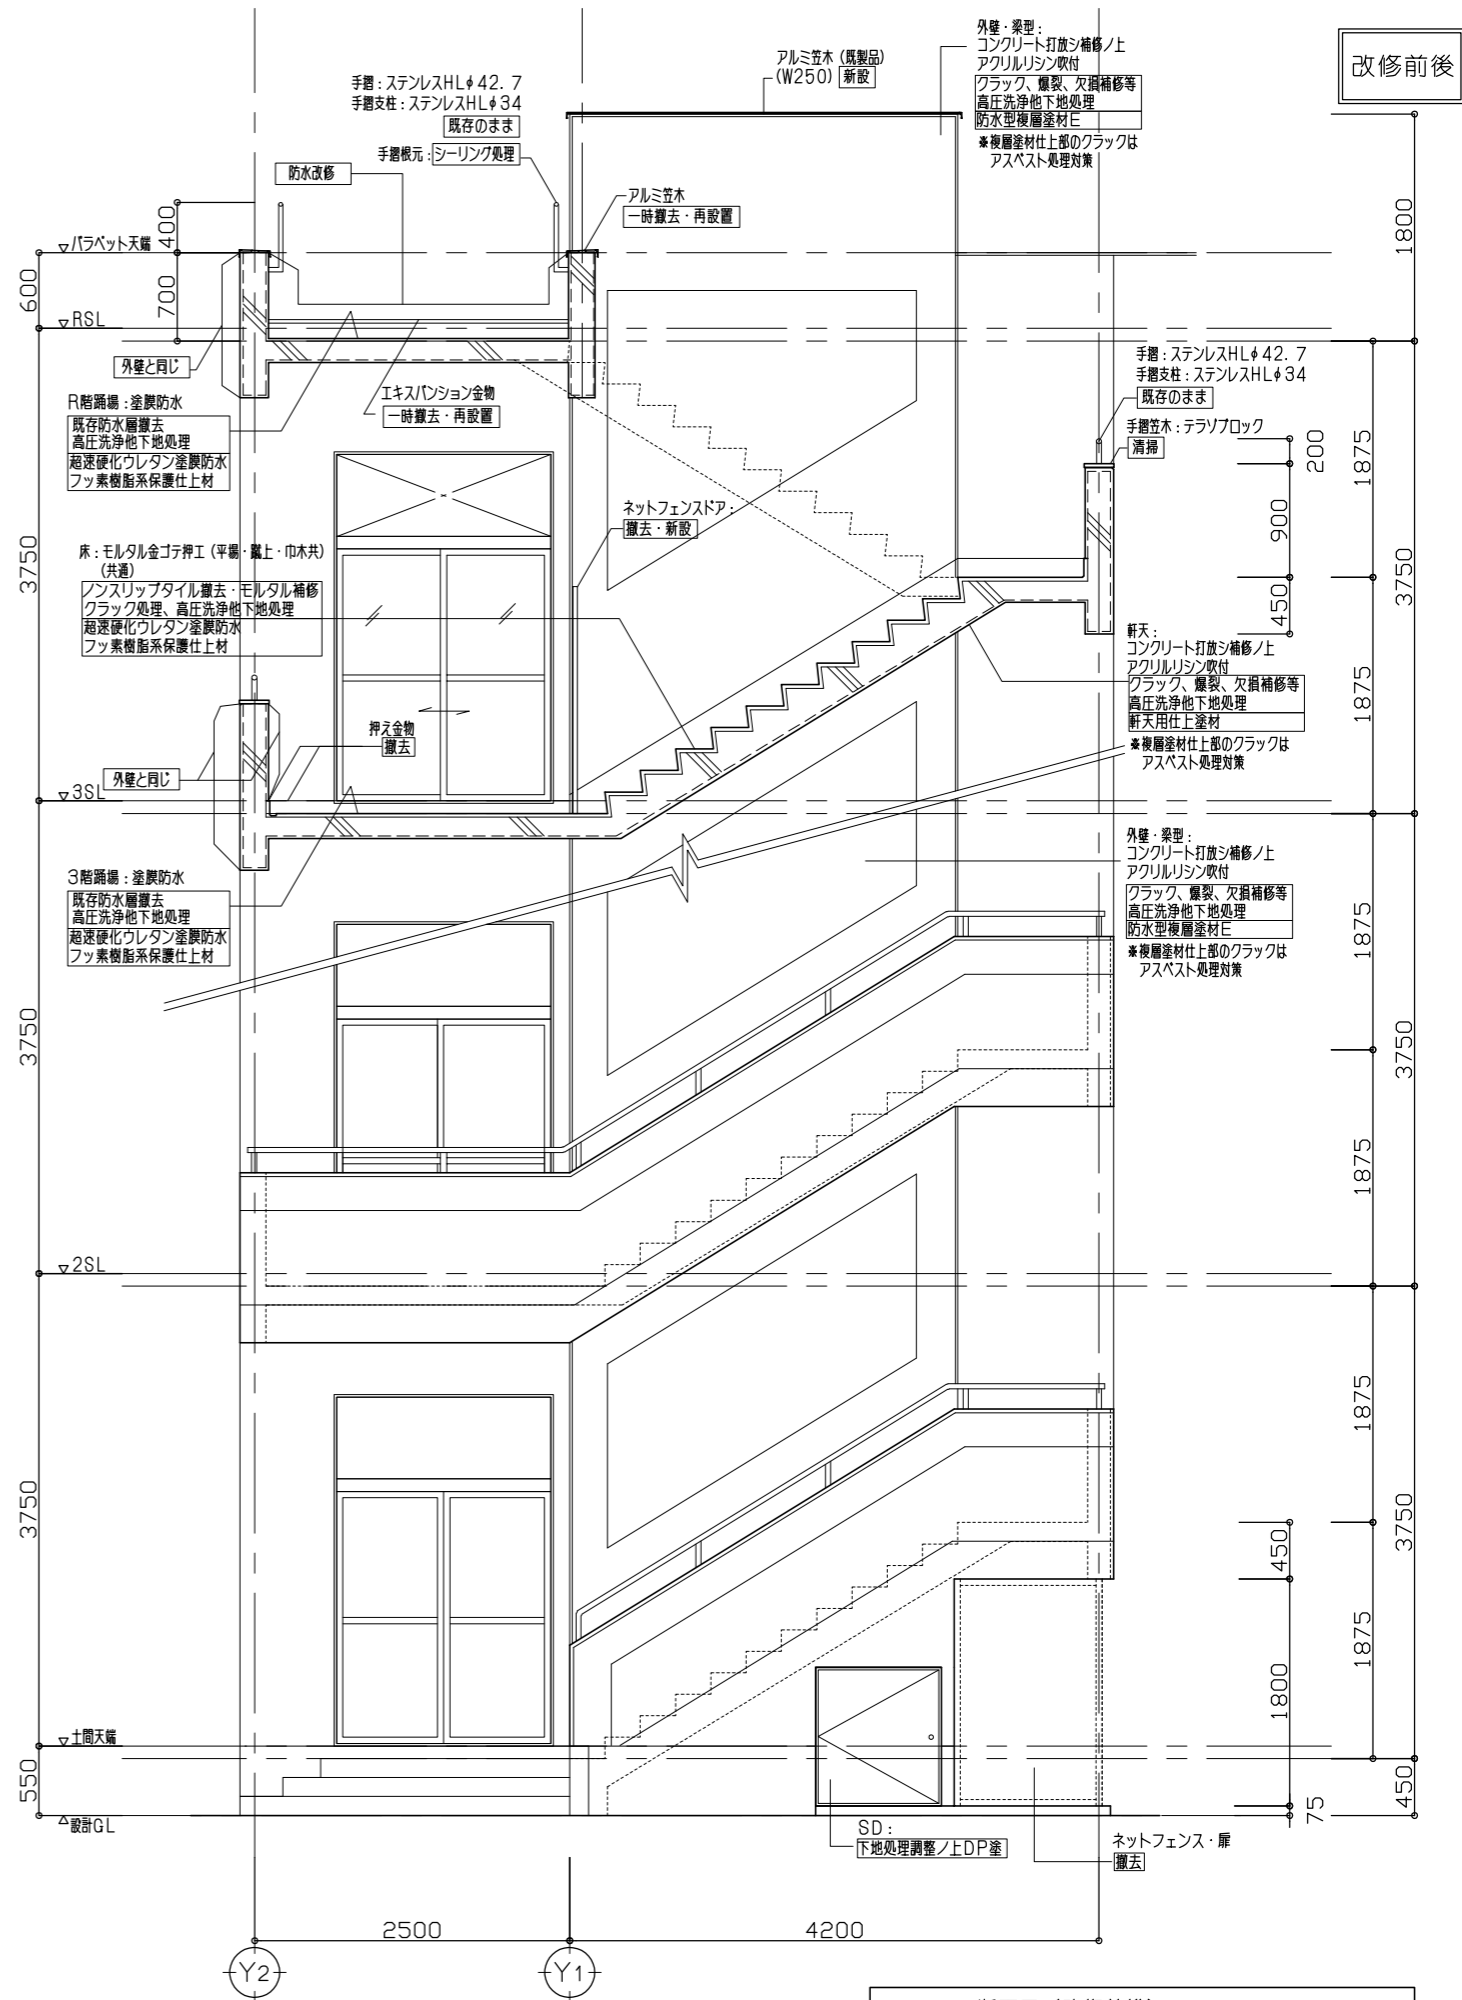 改修前後
外壁・梁型：
コンクリート打放シ補修ノ上
アクリルリシン吹付
クラック、爆裂、欠損補修等
高圧洗浄他下地処理
防水型複層塗材E
※複層塗材仕上部のクラックは
アスベスト処理対策
アルミ笠木（既製品）
(W250) 新設
手摺：ステンレスHLφ42.7
手摺支柱：ステンレスHLφ34
既存のまま
手摺根元：シーリング処理
防水改修
アルミ笠木
一時撤去・再設置
▽パラペット天端
400
700
600
1800
▽RSL
外壁と同じ
R階踊場：塗膜防水
既存防水層撤去
高圧洗浄他下地処理
超速硬化ウレタン塗膜防水
フッ素樹脂系保護仕上材
エキスパンション金物
一時撤去・再設置
手摺：ステンレスHLφ42.7
手摺支柱：ステンレスHLφ34
既存のまま
手摺笠木：テラゾブロック
清掃
200
900
450
1875
3750
3750
1875
ネットフェンスドア：
撤去・新設
床：モルタル金ゴテ押エ（平場・蹴上・巾木共）
（共通）
ノンスリップタイル撤去・モルタル補修
クラック処理、高圧洗浄他下地処理
超速硬化ウレタン塗膜防水
フッ素樹脂系保護仕上材
軒天：
コンクリート打放シ補修ノ上
アクリルリシン吹付
クラック、爆裂、欠損補修等
高圧洗浄他下地処理
軒天用仕上塗材
※複層塗材仕上部のクラックは
アスベスト処理対策
押え金物
撤去
外壁と同じ
▽3SL
3階踊場：塗膜防水
既存防水層撤去
高圧洗浄他下地処理
超速硬化ウレタン塗膜防水
フッ素樹脂系保護仕上材
外壁・梁型：
コンクリート打放シ補修ノ上
アクリルリシン吹付
クラック、爆裂、欠損補修等
高圧洗浄他下地処理
防水型複層塗材E
※複層塗材仕上部のクラックは
アスベスト処理対策
1875
3750
3750
1875
▽2SL
1875
3750
3750
450
1875
1800
▽土間天端
550
450
75
△設計GL
SD：
下地処理調整ノ上DP塗
ネットフェンス・扉
撤去
2500
4200
Y2
Y1